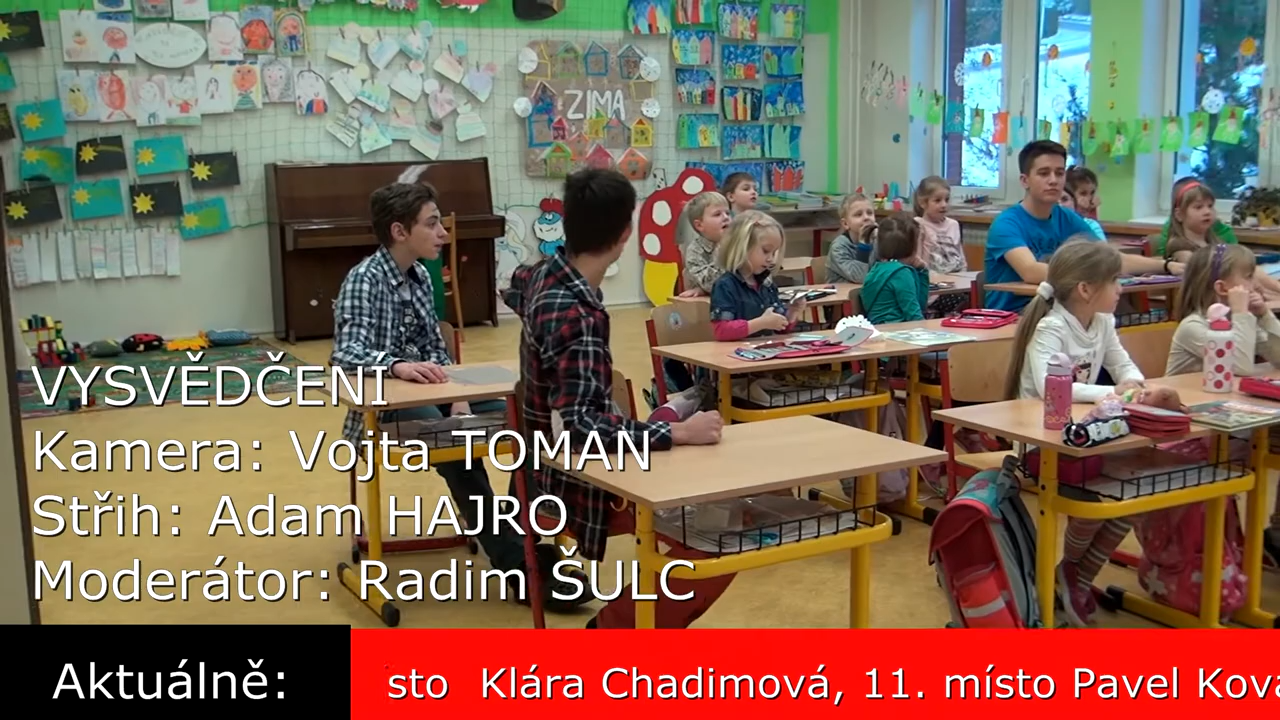 ZIMA
VYSVĚDČENÍ
Kamera: Vojta TOMAN
Střih: Adam HAJRO
Moderátor: Radim ŠULC
Aktuálně:
sto Klára Chadimová, 11. místo Pavel Kova